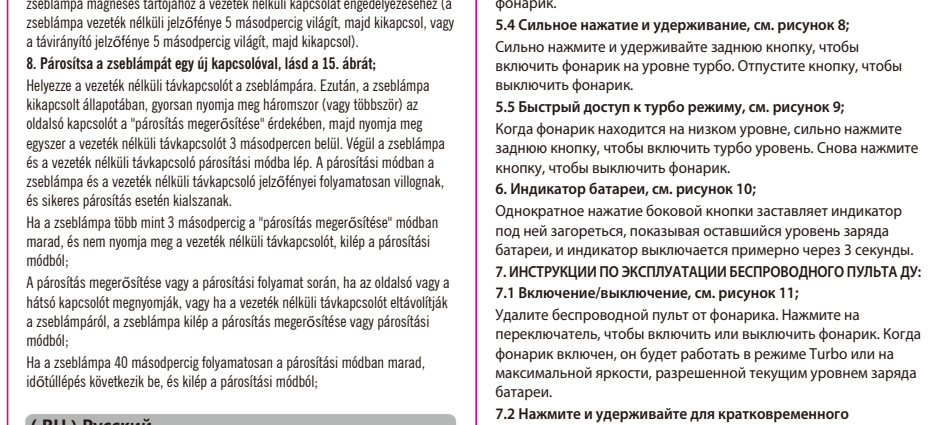 zseblámpa mágneses tartójához a vezeték nélküli kapcsolat engedélyezéséhez (a
zseblámpa vezeték nélküli jelzőfénye 5 másodpercig világít, majd kikapcsol, vagy
a távirányító jelzőfénye 5 másodpercig világít, majd kikapcsol).
8. Párosítsa a zseblámpát egy új kapcsolóval, lásd a 15. ábrát;
Helyezze a vezeték nélküli távkapcsolót a zseblámpára. Ezután, a zseblámpa
kikapcsolt állapotában, gyorsan nyomja meg háromszor (vagy többször) az
oldalsó kapcsolót a "párosítás megerősítése" érdekében, majd nyomja meg
egyszer a vezeték nélküli távkapcsolót 3 másodpercen belül. Végül a zseblámpa
és a vezeték nélküli távkapcsoló párosítási módba lép. A párosítási módban a
zseblámpa és a vezeték nélküli távkapcsoló jelzőfényei folyamatosan villognak,
és sikeres párosítás esetén kialszanak.
Ha a zseblámpa több mint 3 másodpercig a "párosítás megerősítése" módban
marad, és nem nyomja meg a vezeték nélküli távkapcsolót, kilép a párosítási
módból;
A párosítás megerősítése vagy a párosítási folyamat során, ha az oldalsó vagy a
hátsó kapcsolót megnyomják, vagy ha a vezeték nélküli távkapcsolót eltávolítják
a zseblámpáról, a zseblámpa kilép a párosítás megerősítése vagy párosítási
módból;
Ha a zseblámpa 40 másodpercig folyamatosan a párosítási módban marad,
időtúllépés következik be, és kilép a párosítási módból;
( RU ) Русский
фонарик.
5.4 Сильное нажатие и удерживание, см. рисунок 8;
Сильно нажмите и удерживайте заднюю кнопку, чтобы
включить фонарик на уровне турбо. Отпустите кнопку, чтобы
выключить фонарик.
5.5 Быстрый доступ к турбо режиму, см. рисунок 9;
Когда фонарик находится на низком уровне, сильно нажмите
заднюю кнопку, чтобы включить турбо уровень. Снова нажмите
кнопку, чтобы выключить фонарик.
6. Индикатор батареи, см. рисунок 10;
Однократное нажатие боковой кнопки заставляет индикатор
под ней загореться, показывая оставшийся уровень заряда
батареи, и индикатор выключается примерно через 3 секунды.
7. ИНСТРУКЦИИ ПО ЭКСПЛУАТАЦИИ БЕСПРОВОДНОГО ПУЛЬТА ДУ:
7.1 Включение/выключение, см. рисунок 11;
Удалите беспроводной пульт от фонарика. Нажмите на
переключатель, чтобы включить или выключить фонарик. Когда
фонарик включен, он будет работать в режиме Turbo или на
максимальной яркости, разрешенной текущим уровнем заряда
батареи.
7.2 Нажмите и удерживайте для кратковременного